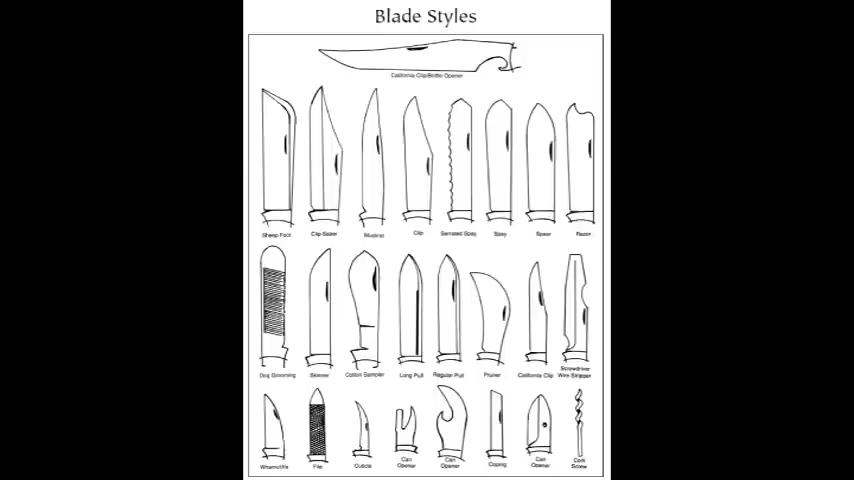 Blade Styles
California Clip/Bottle Opener
Sheep Foot
Clip-Saber
Muskrat
Clip
Serrated Spey
Spey
Spear
Razor
Dog Grooming
Skinner
Cotton Sampler
Long Pull
Regular Pull
Pruner
California Clip
Screwdriver
Wire Stripper
Wharncliffe
File
Cuticle
Can
Opener
Can
Opener
Coping
Can
Opener
Cork
Screw